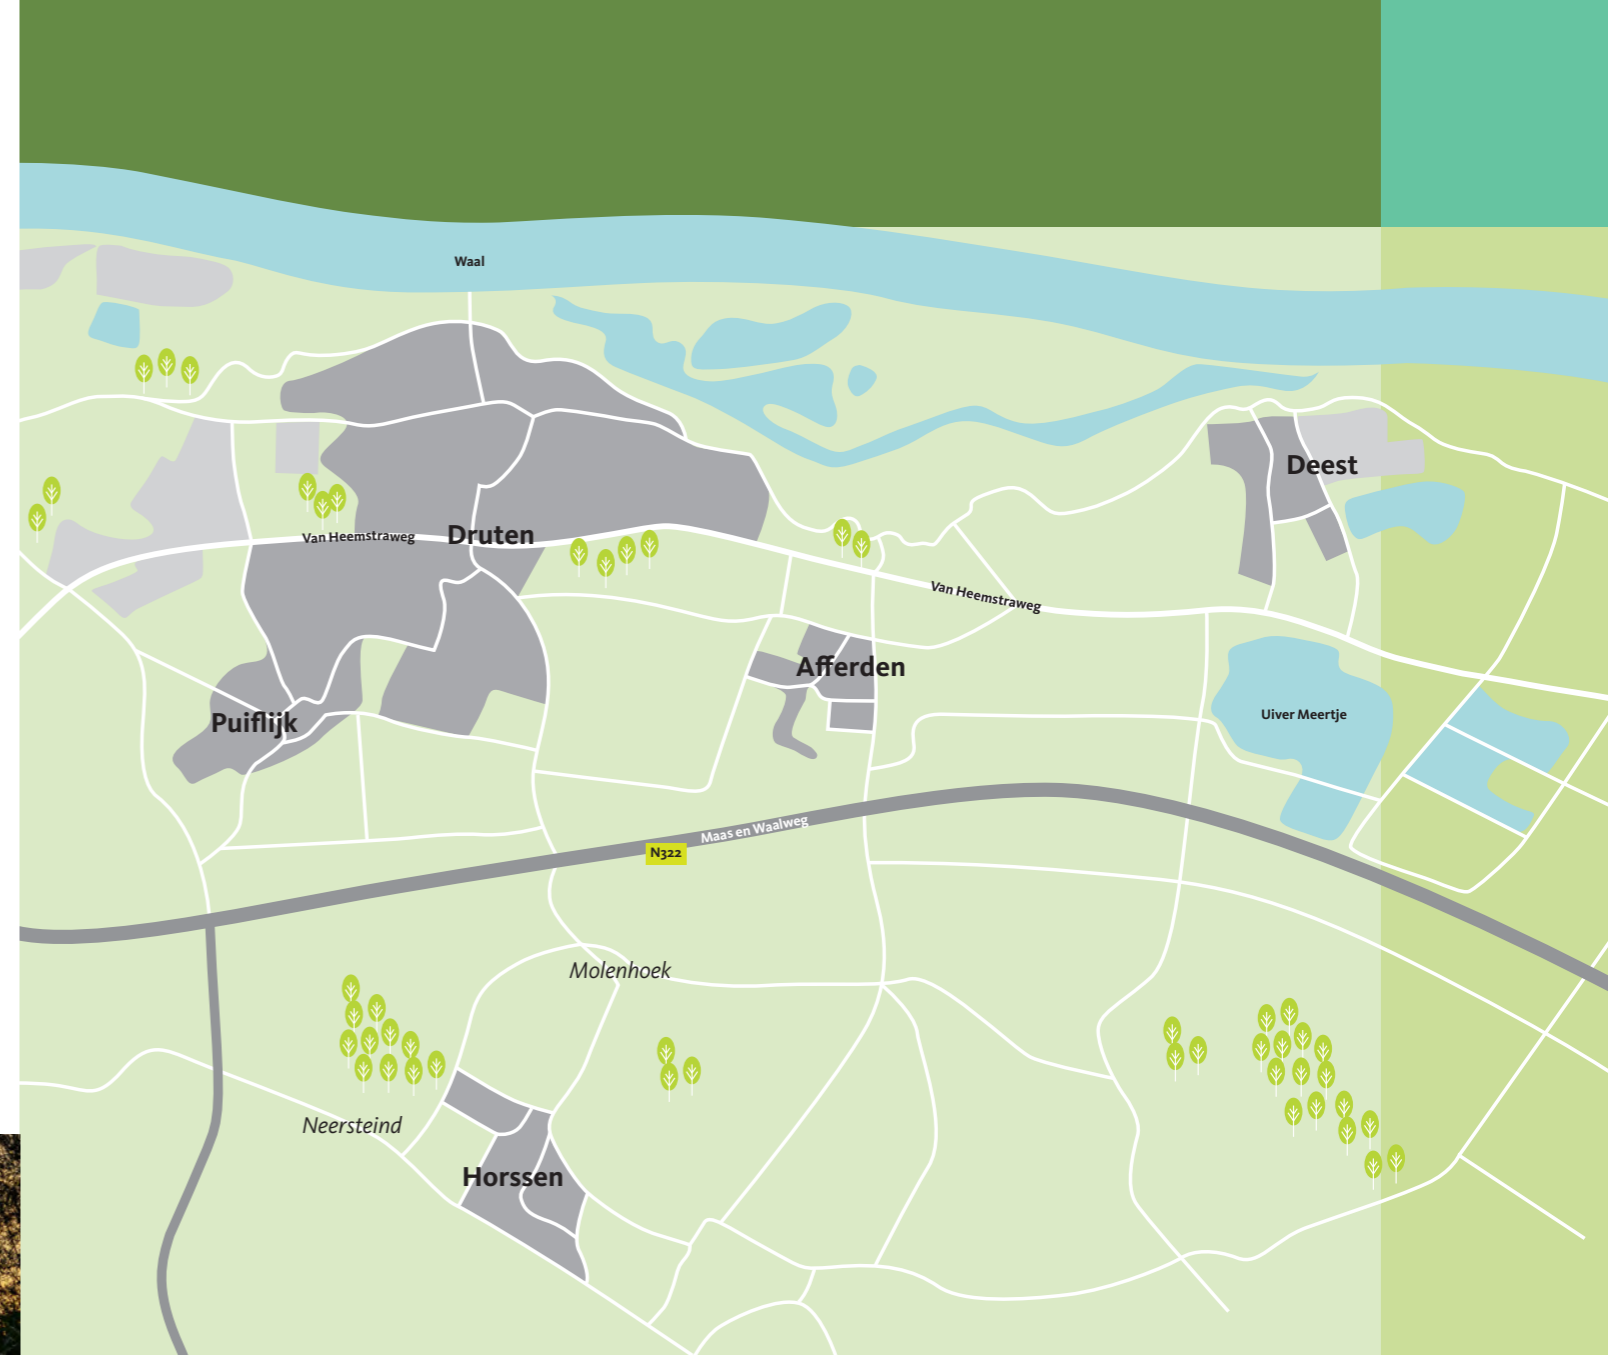 Waal
Deest
Van Heemstraweg
Druten
Van Heemstraweg
Afferden
Puiflijk
Uiver Meertje
Maas en Waalweg
N322
Molenhoek
Neersteind
Horssen